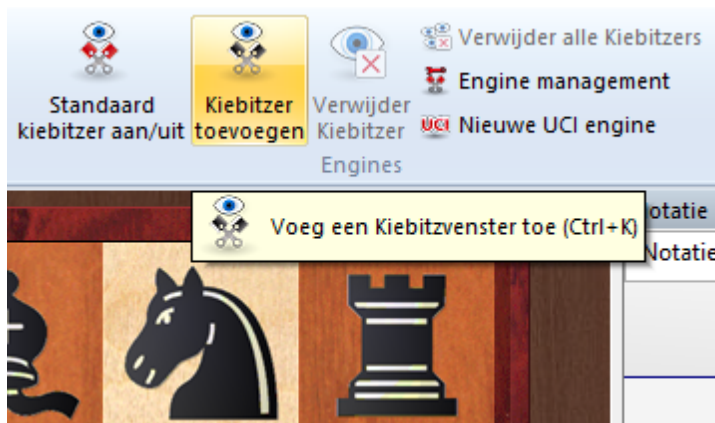 Standaard
kiebitzer aan/uit
Kiebitzer
toevoegen
Verwijder
Kiebitzer
Verwijder alle Kiebitzers
Engine management
UCI Nieuwe UCI engine
Engines
Voeg een Kiebitzvenster toe (Ctrl+K)
otatie
Notatie